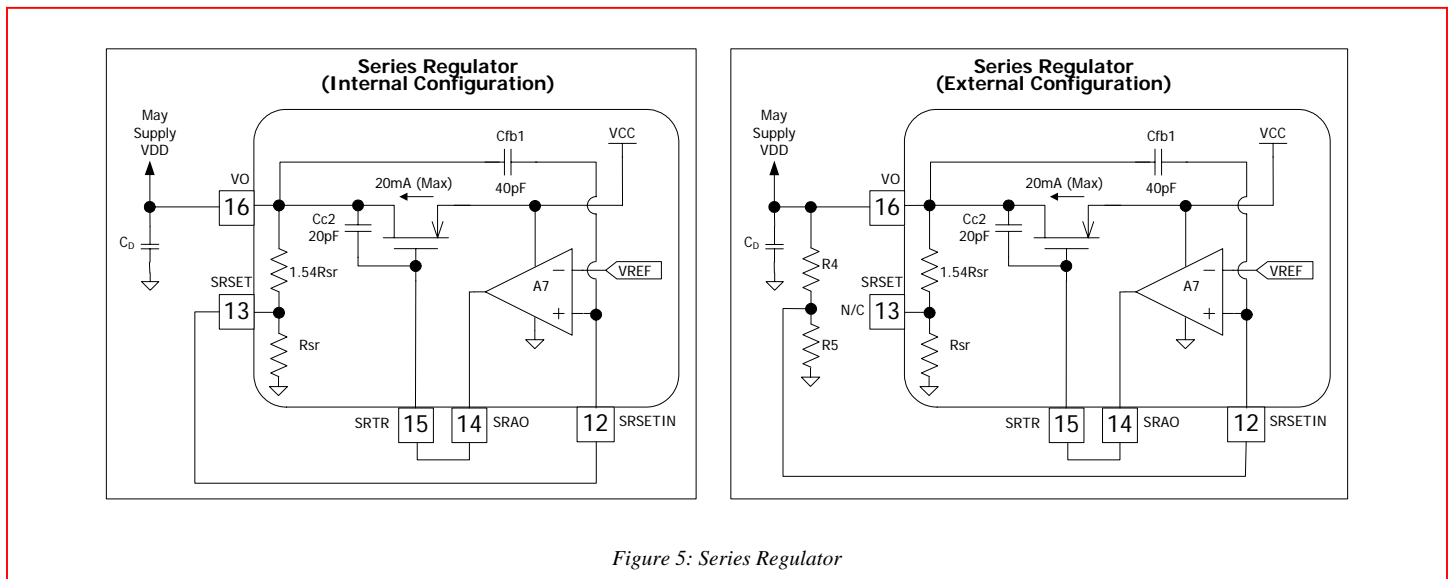 Series Regulator
(Internal Configuration)
May
Supply
VDD
Cfb1
VCC
40pF
VO
20mA (Max)
16
Cc2
20pF
CD
1.54Rsr
VREF
SRSET
A7
13
Rsr
SRTR
15
14
SRAO
12
SRSETIN
Series Regulator
(External Configuration)
May
Supply
VDD
Cfb1
VCC
40pF
VO
20mA (Max)
16
Cc2
20pF
CD
R4
1.54Rsr
VREF
SRSET
A7
N/C
13
R5
Rsr
SRTR
15
14
SRAO
12
SRSETIN
Figure 5: Series Regulator